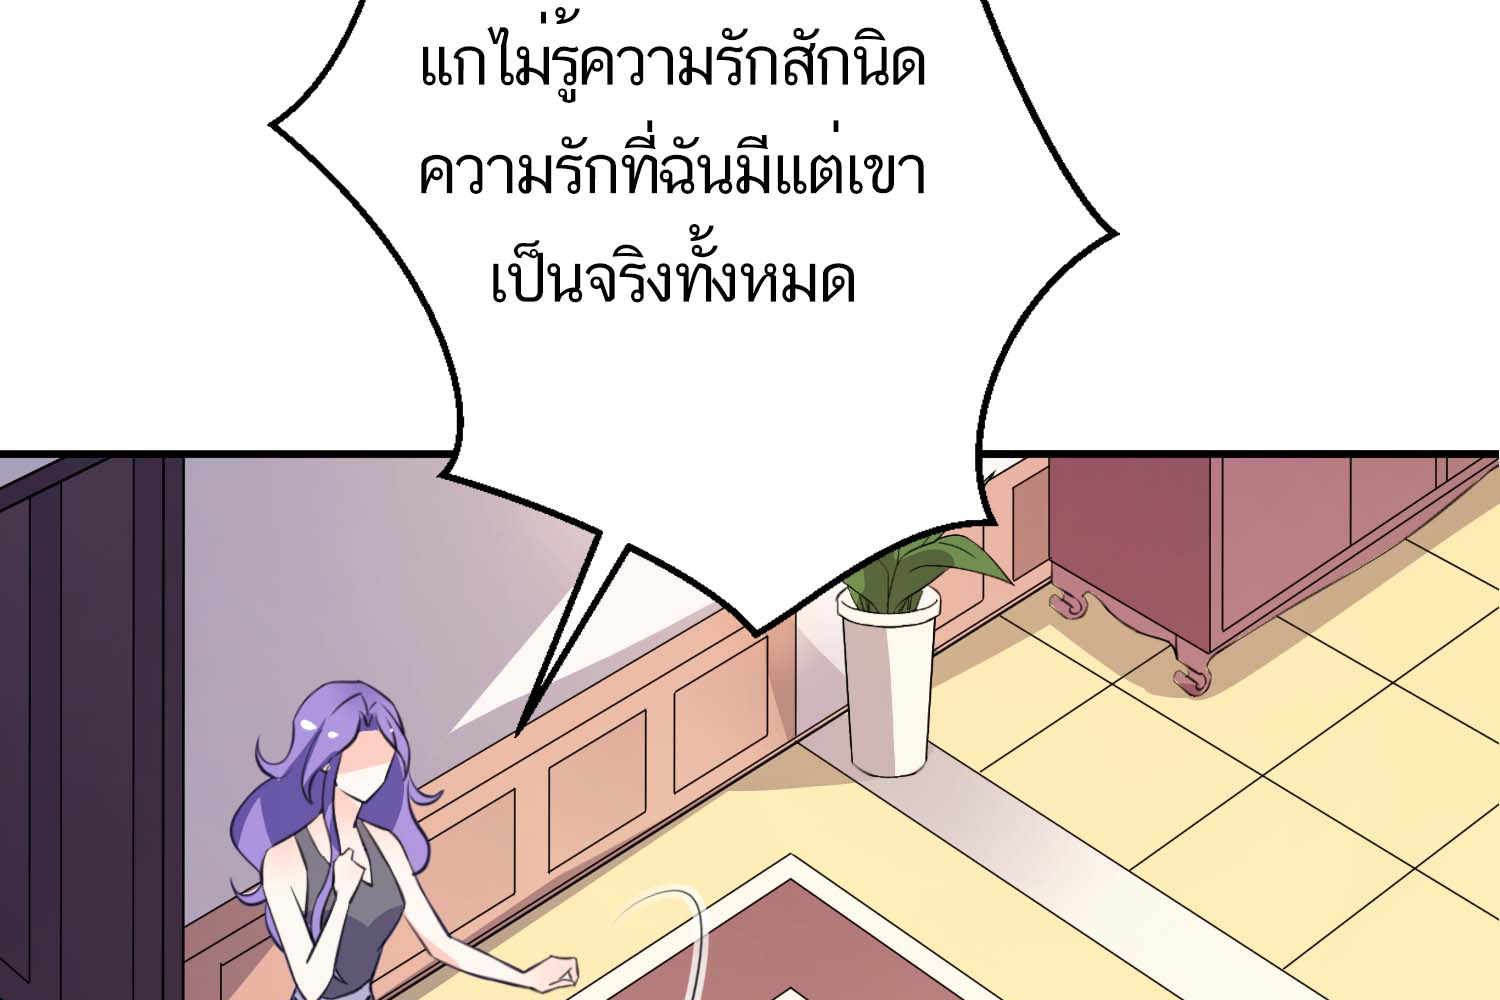 แกไม่รู้ความรักสักนิด
ความรักที่ฉันมีแต่เขา
เป็นจริงทั้งหมด